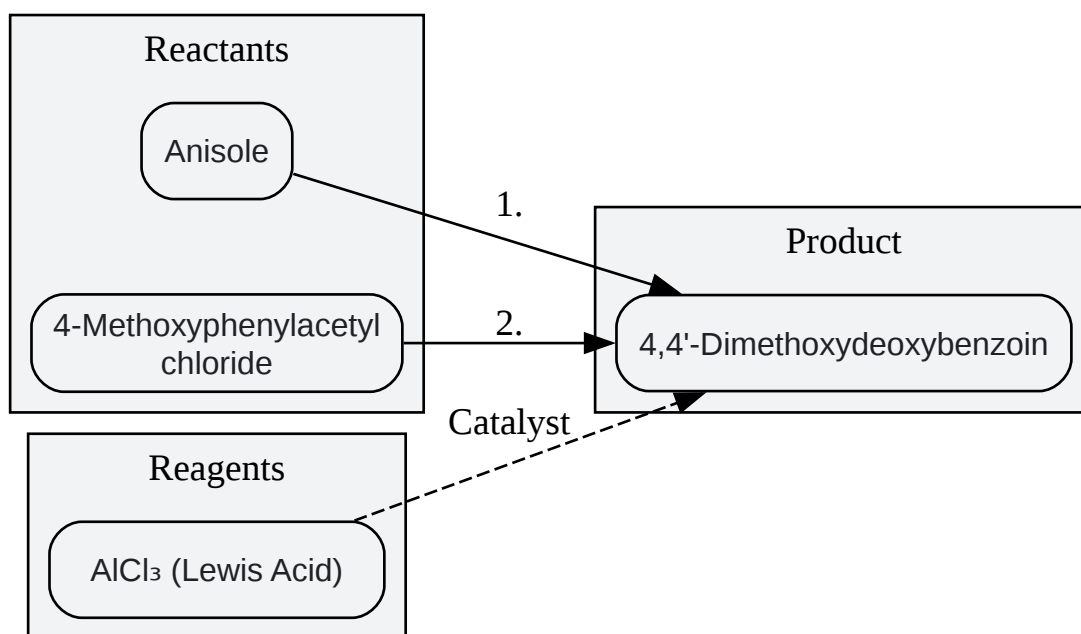 Reactants
Anisole
1.
Product
4-Methoxyphenylacetyl
chloride
2.
4,4'-Dimethoxydeoxybenzoin
Catalyst
Reagents
AlCl₃ (Lewis Acid)